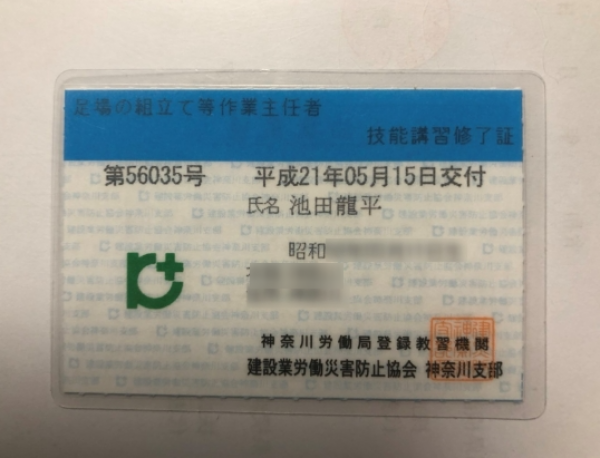 足場の組立て等作業主任者
技能講習修了証
第56035号 平成21年05月15日交付
氏名 池田龍平
昭和
神奈川労働局登録教習機関
建設業労働災害防止協会 神奈川支部